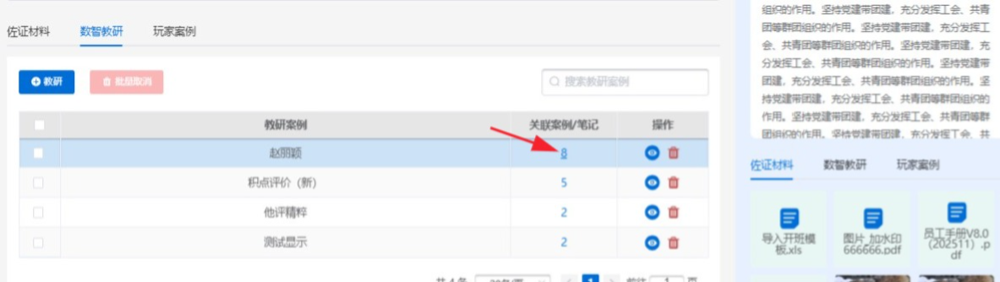 佐证材料 数智教研 玩家案例
教研 批量取消 搜索教研案例
教研案例 关联案例/笔记 操作
赵丽颖 8
积点评价（新） 5
他评精粹 2
测试显示 2
共 4 条 20条/页 1 前往 1 页
组织的作用。坚持党建带团建，充分发挥工会、共青
团等群团组织的作用。坚持党建带团建，充分发挥工
会、共青团等群团组织的作用。坚持党建带团建，充
分发挥工会、共青团等群团组织的作用。坚持党建带
团建，充分发挥工会、共青团等群团组织的作用。坚
持党建带团建，充分发挥工会、共青团等群团组织的
作用。坚持党建带团建，充分发挥工会、共青团等群
团组织的作用。坚持党建带团建，充分发挥工会、共
佐证材料 数智教研 玩家案例
导入开班模
板.xls
图片_加水印
666666.pdf
员工手册V8.0
（202511）.p
df